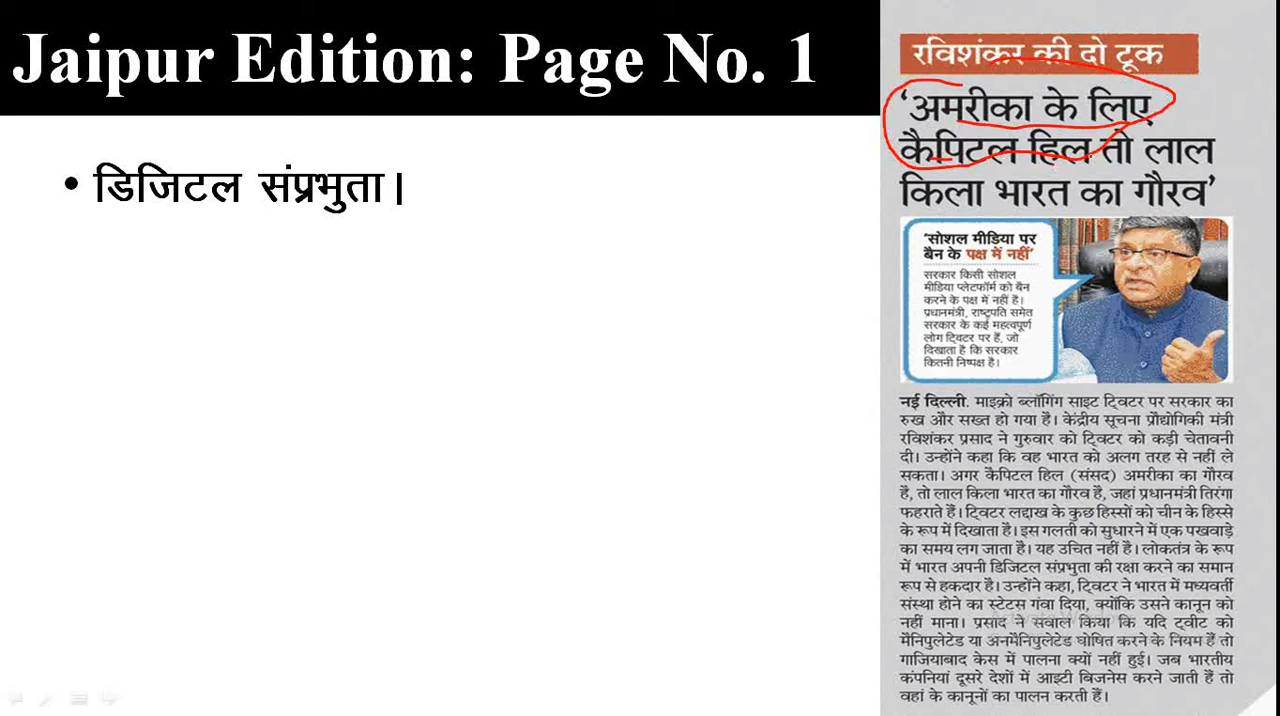 Jaipur Edition: Page No. 1
• डिजिटल संप्रभुता।
रविशंकर की दो टूक
‘अमरीका के लिए
कैपिटल हिल तो लाल
किला भारत का गौरव’
‘सोशल मीडिया पर
बैन के पक्ष में नहीं’
सरकार किसी सोशल
मीडिया प्लेटफॉर्म को बैन
करने के पक्ष में नहीं है।
प्रधानमंत्री, राष्ट्रपति समेत
सरकार के कई महत्वपूर्ण
लोग ट्विटर पर हैं, जो
दिखाता है कि सरकार
कितनी निष्पक्ष है।
नई दिल्ली. माइक्रो ब्लॉगिंग साइट ट्विटर पर सरकार का
रुख और सख्त हो गया है। केंद्रीय सूचना प्रौद्योगिकी मंत्री
रविशंकर प्रसाद ने गुरुवार को ट्विटर को कड़ी चेतावनी
दी। उन्होंने कहा कि वह भारत को अलग तरह से नहीं ले
सकता। अगर कैपिटल हिल (संसद) अमरीका का गौरव
है, तो लाल किला भारत का गौरव है, जहां प्रधानमंत्री तिरंगा
फहराते हैं। ट्विटर लद्दाख के कुछ हिस्सों को चीन के हिस्से
के रूप में दिखाता है। इस गलती को सुधारने में एक पखवाड़े
का समय लग जाता है। यह उचित नहीं है। लोकतंत्र के रूप
में भारत अपनी डिजिटल संप्रभुता की रक्षा करने का समान
रूप से हकदार है। उन्होंने कहा, ट्विटर ने भारत में मध्यवर्ती
संस्था होने का स्टेटस गंवा दिया, क्योंकि उसने कानून को
नहीं माना। प्रसाद ने सवाल किया कि यदि ट्वीट को
मैनिपुलेटेड या अनमैनिपुलेटेड घोषित करने के नियम हैं तो
गाजियाबाद केस में पालना क्यों नहीं हुई। जब भारतीय
कंपनियां दूसरे देशों में आइटी बिजनेस करने जाती हैं तो
वहां के कानूनों का पालन करती हैं।